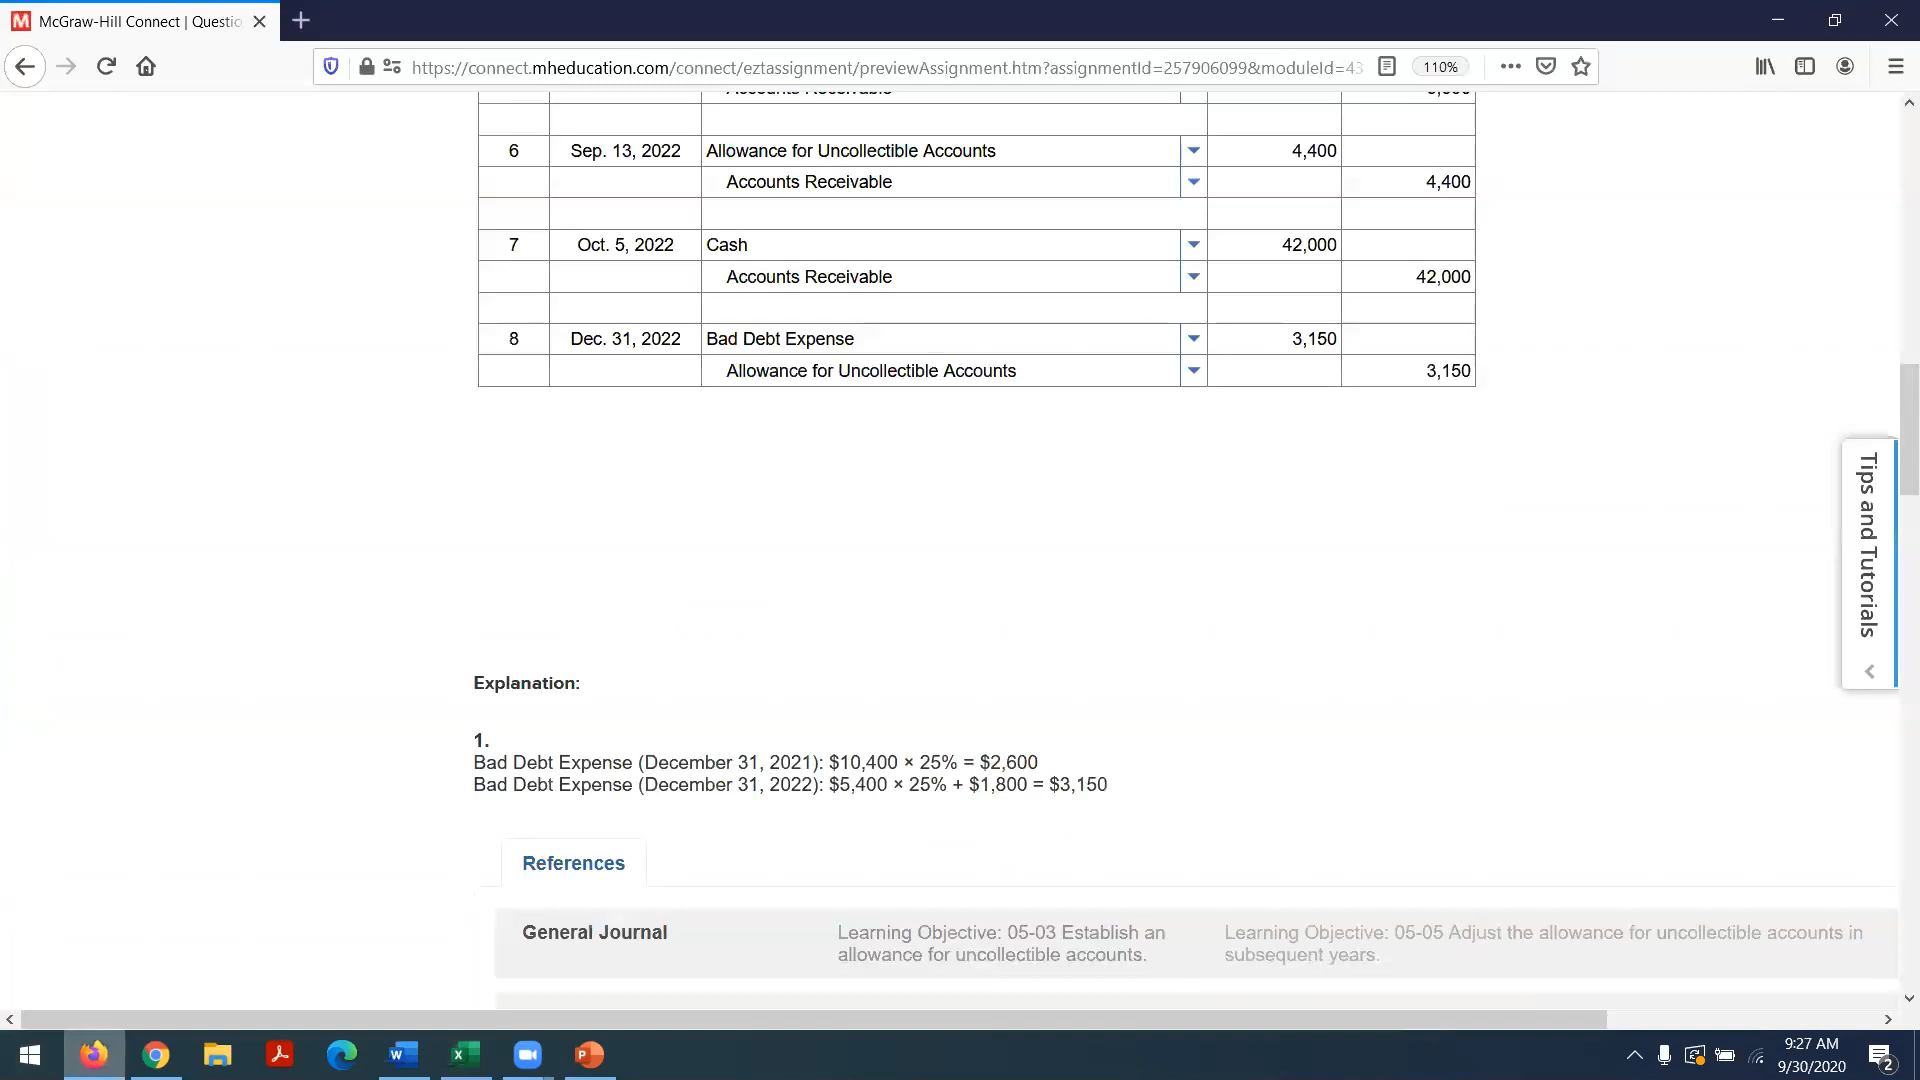 McGraw-Hill Connect | Questio
https://connect.mheducation.com/connect/eztassignment/previewAssignment.htm?assignmentId=257906099&moduleId=43
110%
Accounts Receivable
6 Sep. 13, 2022 Allowance for Uncollectible Accounts 4,400
Accounts Receivable 4,400
7 Oct. 5, 2022 Cash 42,000
Accounts Receivable 42,000
8 Dec. 31, 2022 Bad Debt Expense 3,150
Allowance for Uncollectible Accounts 3,150
Tips and Tutorials
Explanation:
1.
Bad Debt Expense (December 31, 2021): $10,400 × 25% = $2,600
Bad Debt Expense (December 31, 2022): $5,400 × 25% + $1,800 = $3,150
References
General Journal
Learning Objective: 05-03 Establish an
allowance for uncollectible accounts.
Learning Objective: 05-05 Adjust the allowance for uncollectible accounts in
subsequent years.
9:27 AM
9/30/2020
2